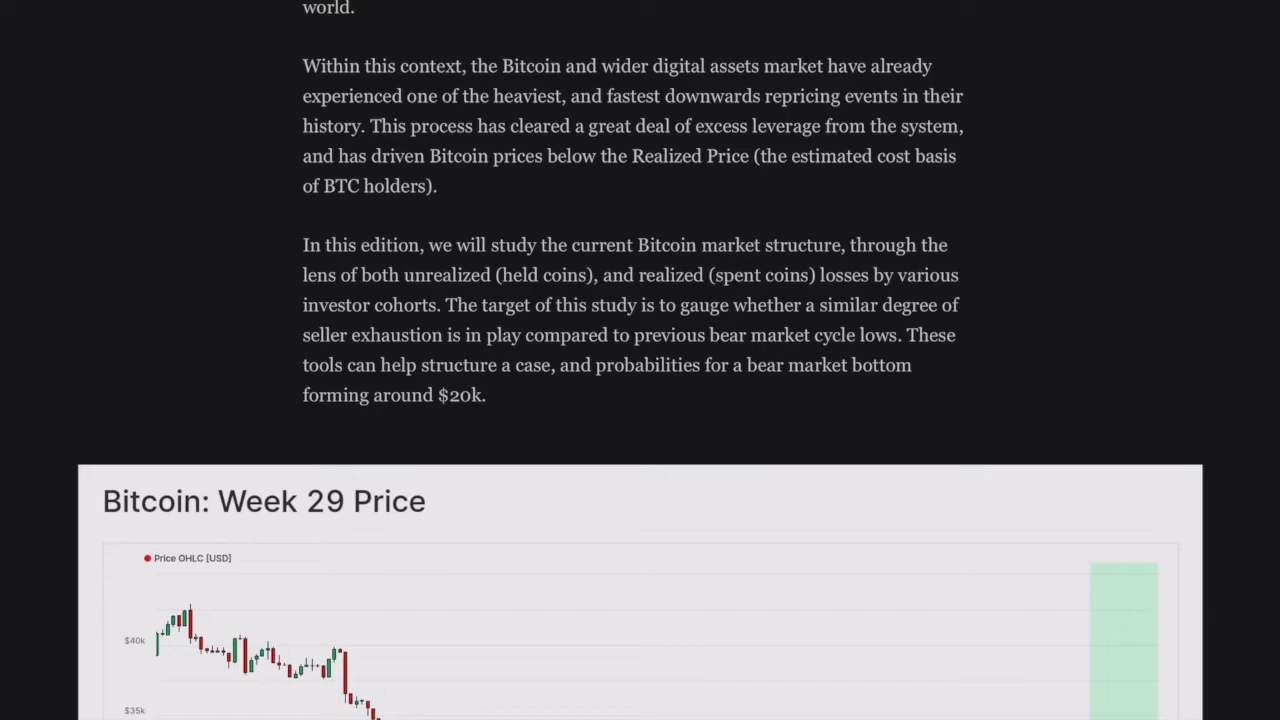 world.
Within this context, the Bitcoin and wider digital assets market have already
experienced one of the heaviest, and fastest downwards repricing events in their
history. This process has cleared a great deal of excess leverage from the system,
and has driven Bitcoin prices below the Realized Price (the estimated cost basis
of BTC holders).
In this edition, we will study the current Bitcoin market structure, through the
lens of both unrealized (held coins), and realized (spent coins) losses by various
investor cohorts. The target of this study is to gauge whether a similar degree of
seller exhaustion is in play compared to previous bear market cycle lows. These
tools can help structure a case, and probabilities for a bear market bottom
forming around $20k.
Bitcoin: Week 29 Price
Price OHLC [USD]
$40k
$35k